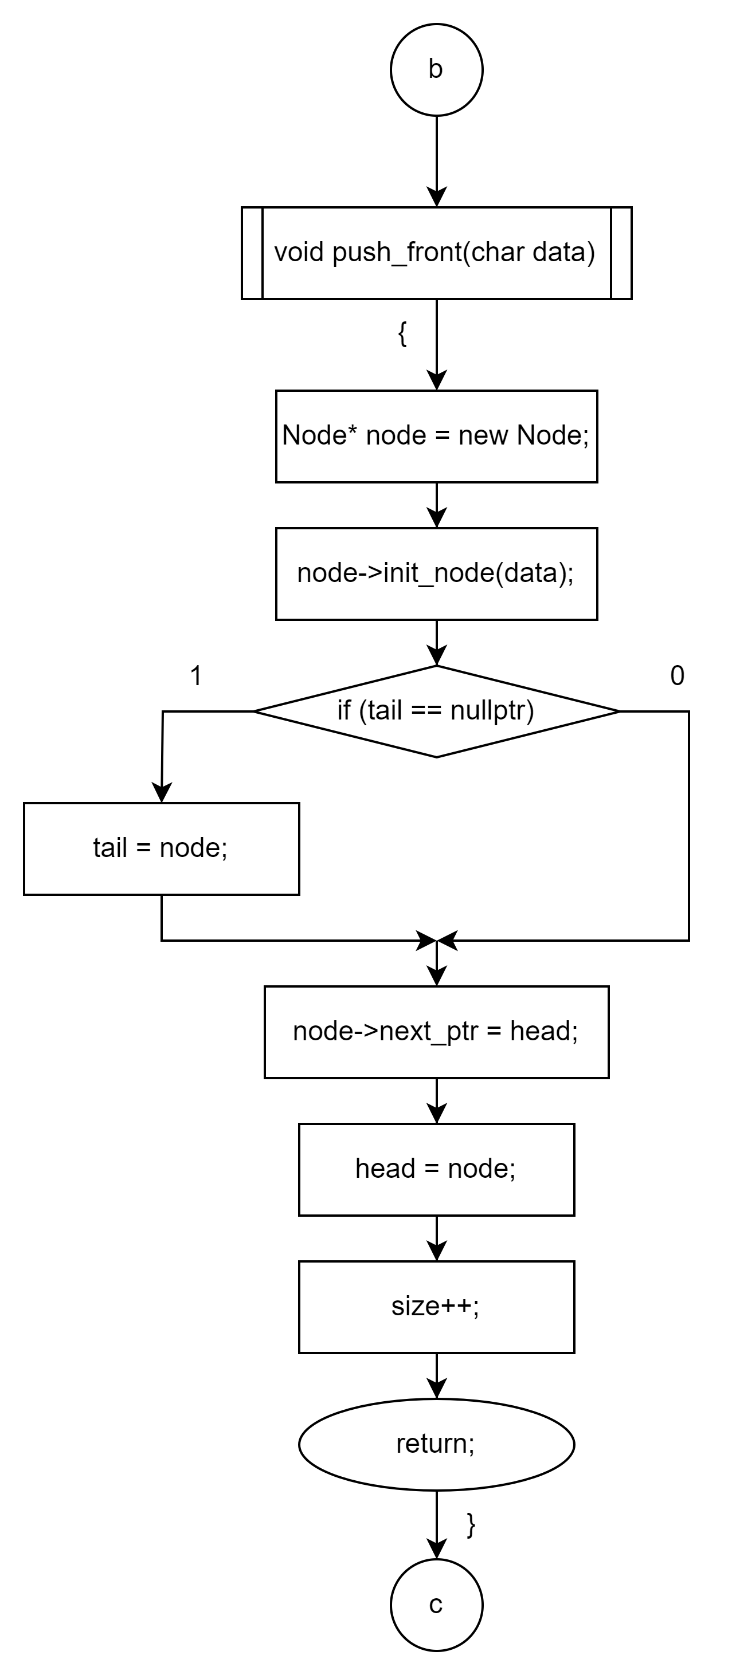 b
void push_front(char data)
{
Node* node = new Node;
node->init_node(data);
1
0
if (tail == nullptr)
tail = node;
node->next_ptr = head;
head = node;
size++;
return;
}
c